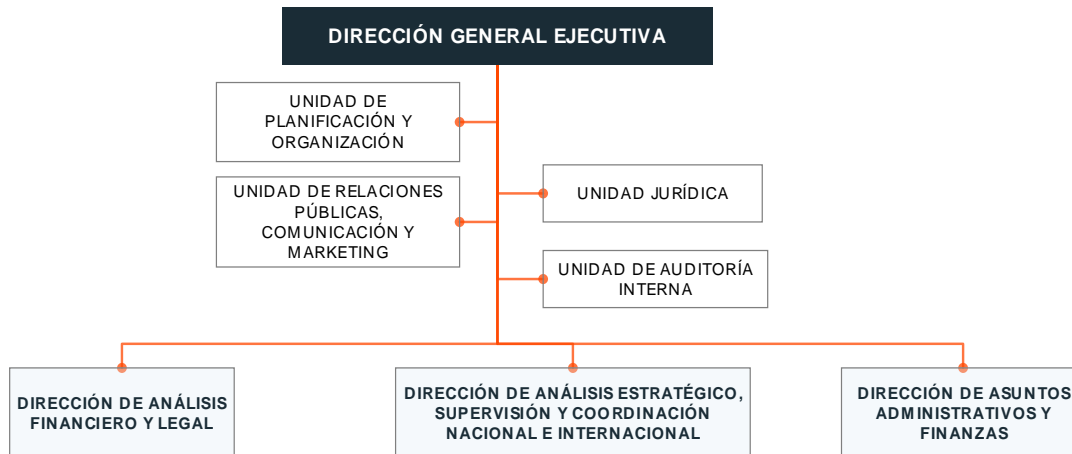 DIRECCIÓN GENERAL EJECUTIVA
UNIDAD DE
PLANIFICACIÓN Y
ORGANIZACIÓN
UNIDAD DE RELACIONES
PÚBLICAS,
COMUNICACIÓN Y
MARKETING
UNIDAD JURÍDICA
UNIDAD DE AUDITORÍA
INTERNA
DIRECCIÓN DE ANÁLISIS
FINANCIERO Y LEGAL
DIRECCIÓN DE ANÁLISIS ESTRATÉGICO,
SUPERVISIÓN Y COORDINACIÓN
NACIONAL E INTERNACIONAL
DIRECCIÓN DE ASUNTOS
ADMINISTRATIVOS Y
FINANZAS